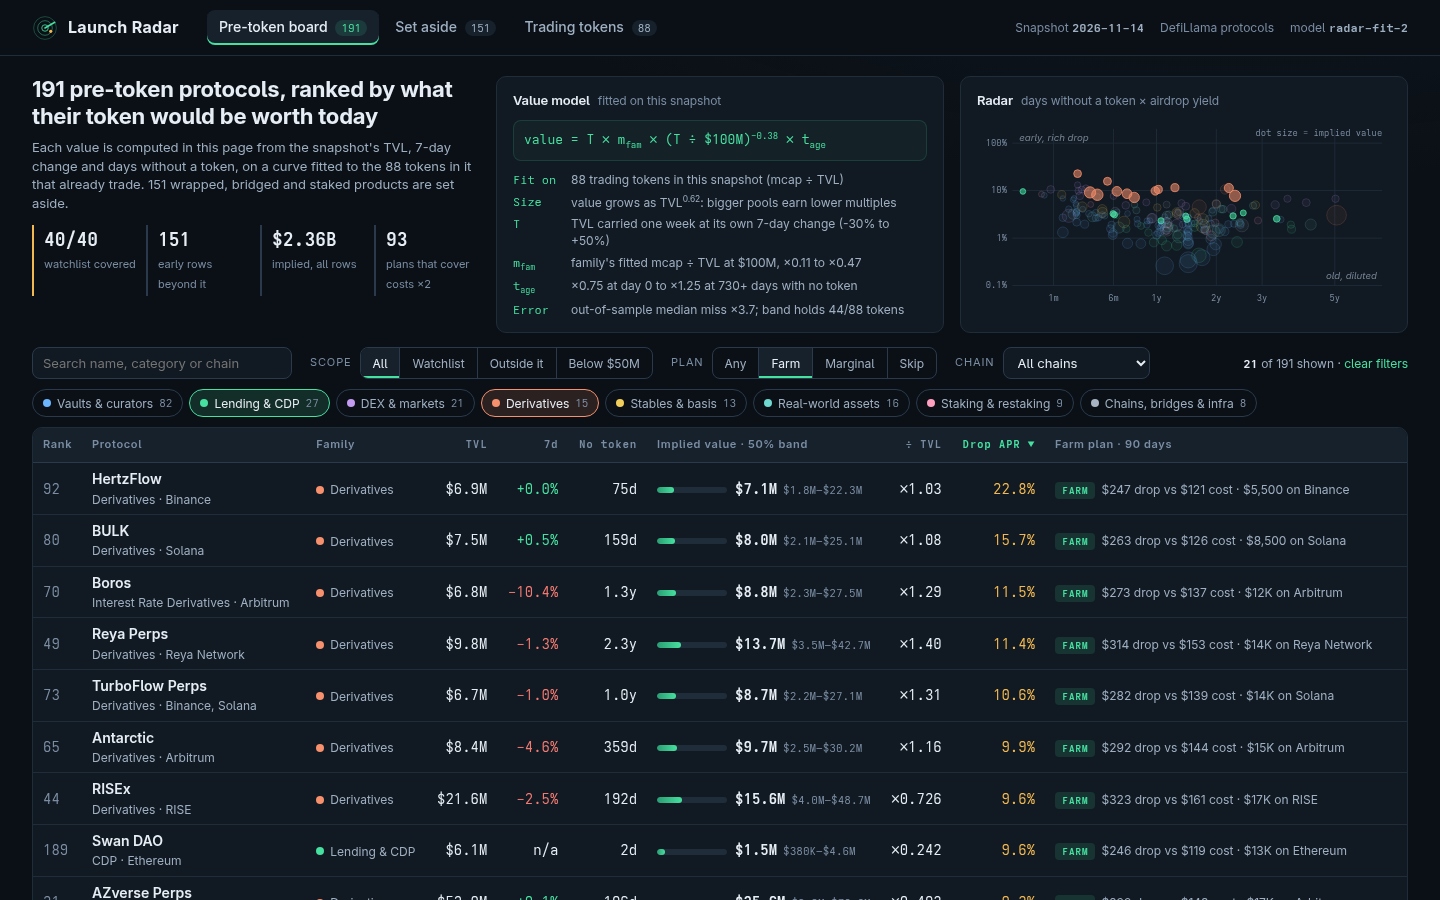 Launch Radar
Pre-token board 191
Set aside 151
Trading tokens 88
Snapshot 2026-11-14 DefiLlama protocols model radar-fit-2
191 pre-token protocols, ranked by what
their token would be worth today
Each value is computed in this page from the snapshot's TVL, 7-day
change and days without a token, on a curve fitted to the 88 tokens in it
that already trade. 151 wrapped, bridged and staked products are set
aside.
40/40
watchlist covered
151
early rows
beyond it
$2.36B
implied, all rows
93
plans that cover
costs ×2
Value model fitted on this snapshot
value = T × mfam × (T ÷ $100M)−0.38 × tage
Fit on 88 trading tokens in this snapshot (mcap ÷ TVL)
Size value grows as TVL0.62: bigger pools earn lower multiples
T TVL carried one week at its own 7-day change (-30% to
+50%)
mfam family's fitted mcap ÷ TVL at $100M, ×0.11 to ×0.47
tage ×0.75 at day 0 to ×1.25 at 730+ days with no token
Error out-of-sample median miss ×3.7; band holds 44/88 tokens
Radar days without a token × airdrop yield
early, rich drop
dot size = implied value
100%
10%
1%
0.1%
old, diluted
1m 6m 1y 2y 3y 5y
Search name, category or chain
SCOPE All Watchlist Outside it Below $50M
PLAN Any Farm Marginal Skip
CHAIN All chains
21 of 191 shown · clear filters
Vaults & curators 82
Lending & CDP 27
DEX & markets 21
Derivatives 15
Stables & basis 13
Real-world assets 16
Staking & restaking 9
Chains, bridges & infra 8
Rank Protocol Family TVL 7d No token Implied value · 50% band ÷ TVL Drop APR ▼ Farm plan · 90 days
92 HertzFlow Derivatives $6.9M +0.0% 75d $7.1M $1.8M–$22.3M ×1.03 22.8% FARM $247 drop vs $121 cost · $5,500 on Binance
Derivatives · Binance
80 BULK Derivatives $7.5M +0.5% 159d $8.0M $2.1M–$25.1M ×1.08 15.7% FARM $263 drop vs $126 cost · $8,500 on Solana
Derivatives · Solana
70 Boros Derivatives $6.8M −10.4% 1.3y $8.8M $2.3M–$27.5M ×1.29 11.5% FARM $273 drop vs $137 cost · $12K on Arbitrum
Interest Rate Derivatives · Arbitrum
49 Reya Perps Derivatives $9.8M −1.3% 2.3y $13.7M $3.5M–$42.7M ×1.40 11.4% FARM $314 drop vs $153 cost · $14K on Reya Network
Derivatives · Reya Network
73 TurboFlow Perps Derivatives $6.7M −1.0% 1.0y $8.7M $2.2M–$27.1M ×1.31 10.6% FARM $282 drop vs $139 cost · $14K on Solana
Derivatives · Binance, Solana
65 Antarctic Derivatives $8.4M −4.6% 359d $9.7M $2.5M–$30.2M ×1.16 9.9% FARM $292 drop vs $144 cost · $15K on Arbitrum
Derivatives · Arbitrum
44 RISEx Derivatives $21.6M −2.5% 192d $15.6M $4.0M–$48.7M ×0.726 9.6% FARM $323 drop vs $161 cost · $17K on RISE
Derivatives · RISE
189 Swan DAO Lending & CDP $6.1M n/a 2d $1.5M $380K–$4.6M ×0.242 9.6% FARM $246 drop vs $119 cost · $13K on Ethereum
CDP · Ethereum
AZverse Perps